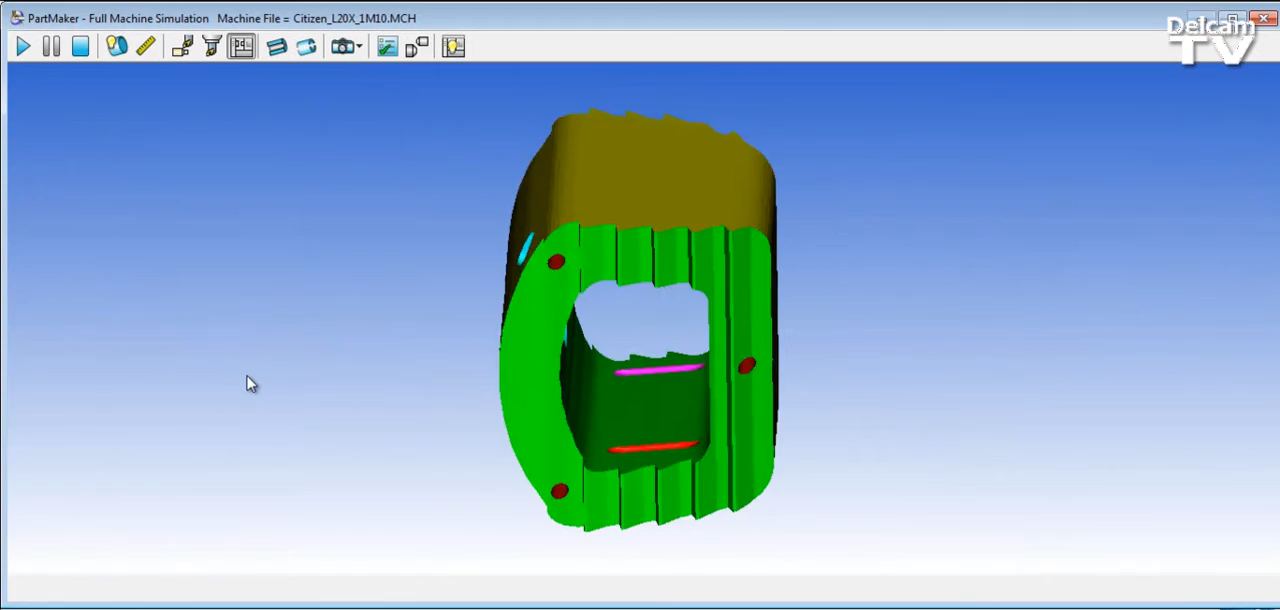 PartMaker - Full Machine Simulation Machine File = Citizen_L20X_1M10.MCH
Delcam
TV